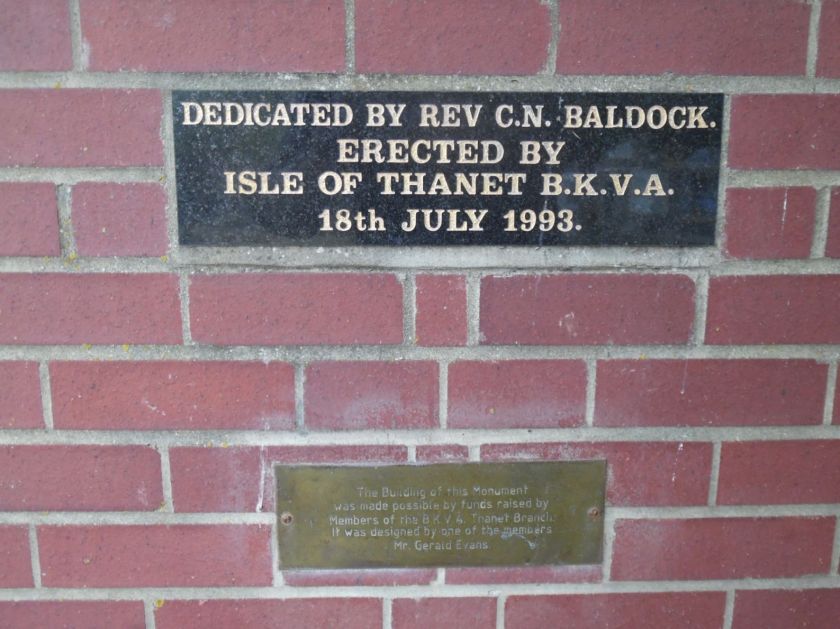 DEDICATED BY REV C.N. BALDOCK.
ERECTED BY
ISLE OF THANET B.K.V.A.
18th JULY 1993.
The Building of this Monument
was made possible by funds raised by
Members of the B.K.V.A. Thanet Branch.
It was designed by one of the members
Mr. Gerald Evans